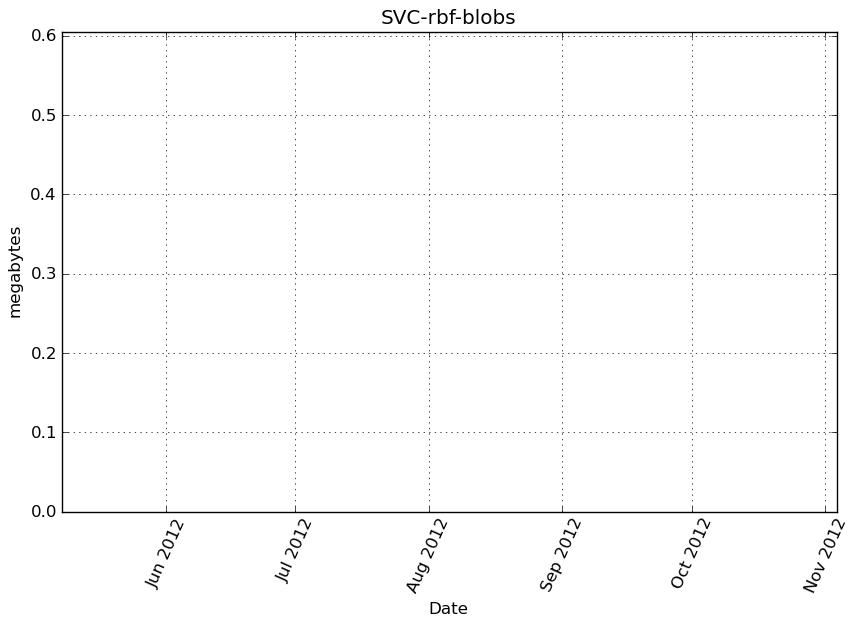 SVC-rbf-blobs
0.6
0.5
0.4
0.3
0.2
0.1
0.0
megabytes
Jun 2012
Jul 2012
Aug 2012
Sep 2012
Oct 2012
Nov 2012
Date